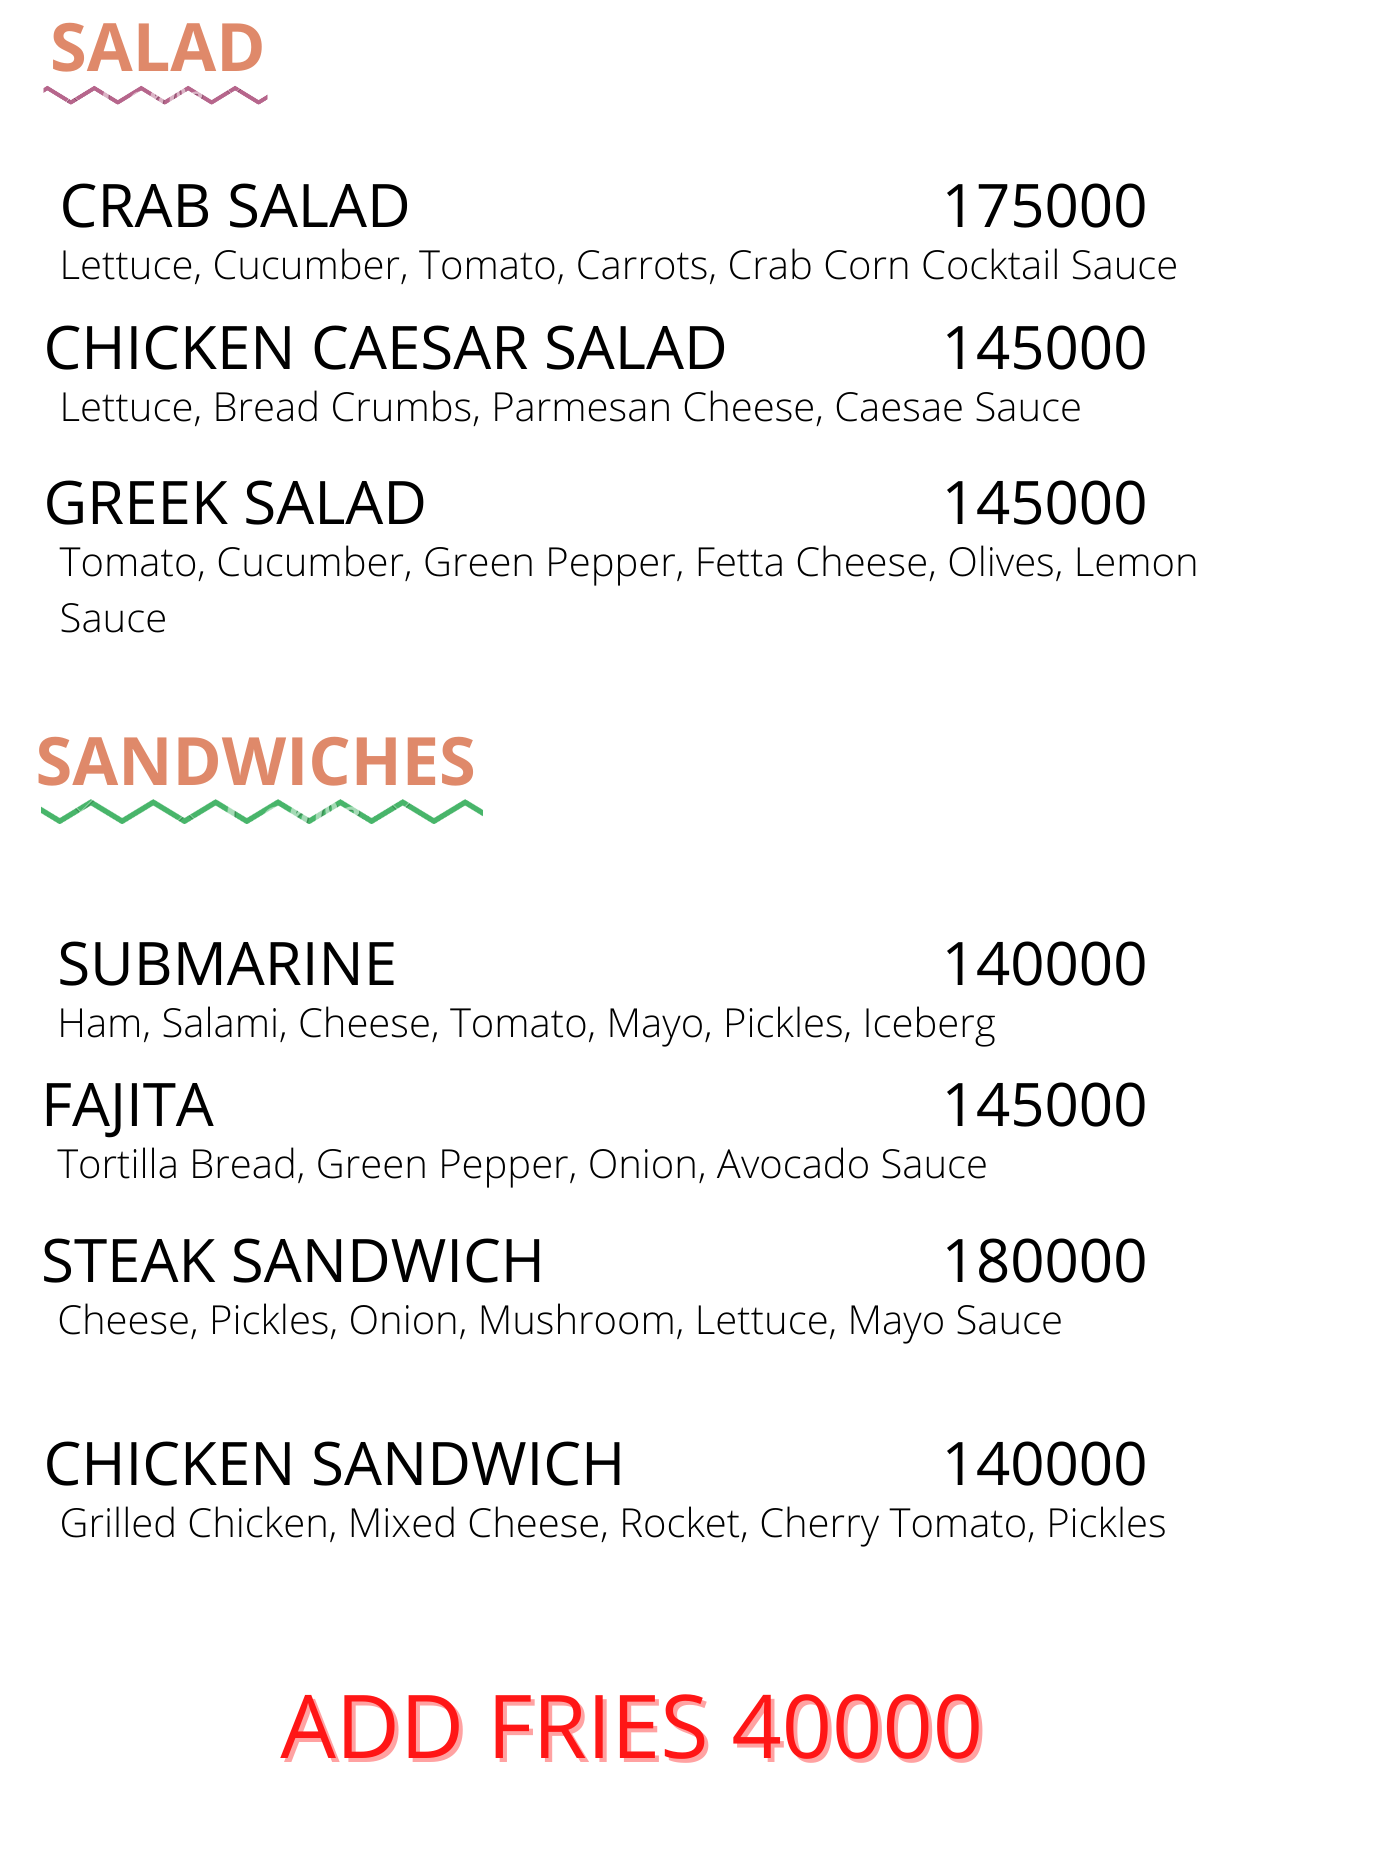 SALAD
CRAB SALAD 175000
Lettuce, Cucumber, Tomato, Carrots, Crab Corn Cocktail Sauce
CHICKEN CAESAR SALAD 145000
Lettuce, Bread Crumbs, Parmesan Cheese, Caesae Sauce
GREEK SALAD 145000
Tomato, Cucumber, Green Pepper, Fetta Cheese, Olives, Lemon
Sauce
SANDWICHES
SUBMARINE 140000
Ham, Salami, Cheese, Tomato, Mayo, Pickles, Iceberg
FAJITA 145000
Tortilla Bread, Green Pepper, Onion, Avocado Sauce
STEAK SANDWICH 180000
Cheese, Pickles, Onion, Mushroom, Lettuce, Mayo Sauce
CHICKEN SANDWICH 140000
Grilled Chicken, Mixed Cheese, Rocket, Cherry Tomato, Pickles
ADD FRIES 40000